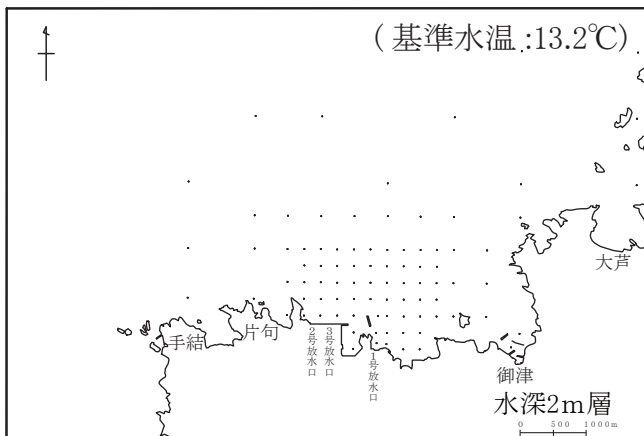 (基準水温:13.2℃)
大芦
手結
片句
2号放水口
3号放水口
1号放水口
御津
水深2m層
0 500 1000m